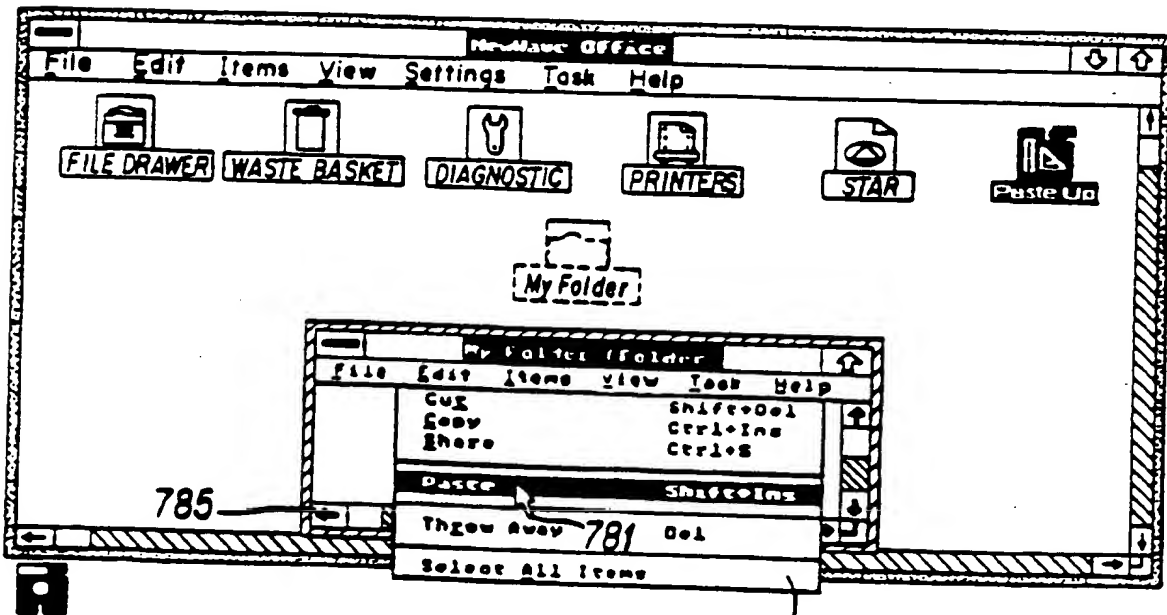 NewWave Office
File Edit Items View Settings Task Help
FILE DRAWER WASTE BASKET DIAGNOSTIC PRINTERS STAR Paste Up
My Folder
My Folder (Folder
File Edit Items View Task Help
Cut Shift+Del
Copy Ctrl+Ins
Share Ctrl+S
Paste Shift+Ins
785
Throw Away 781 Del
Select All Items